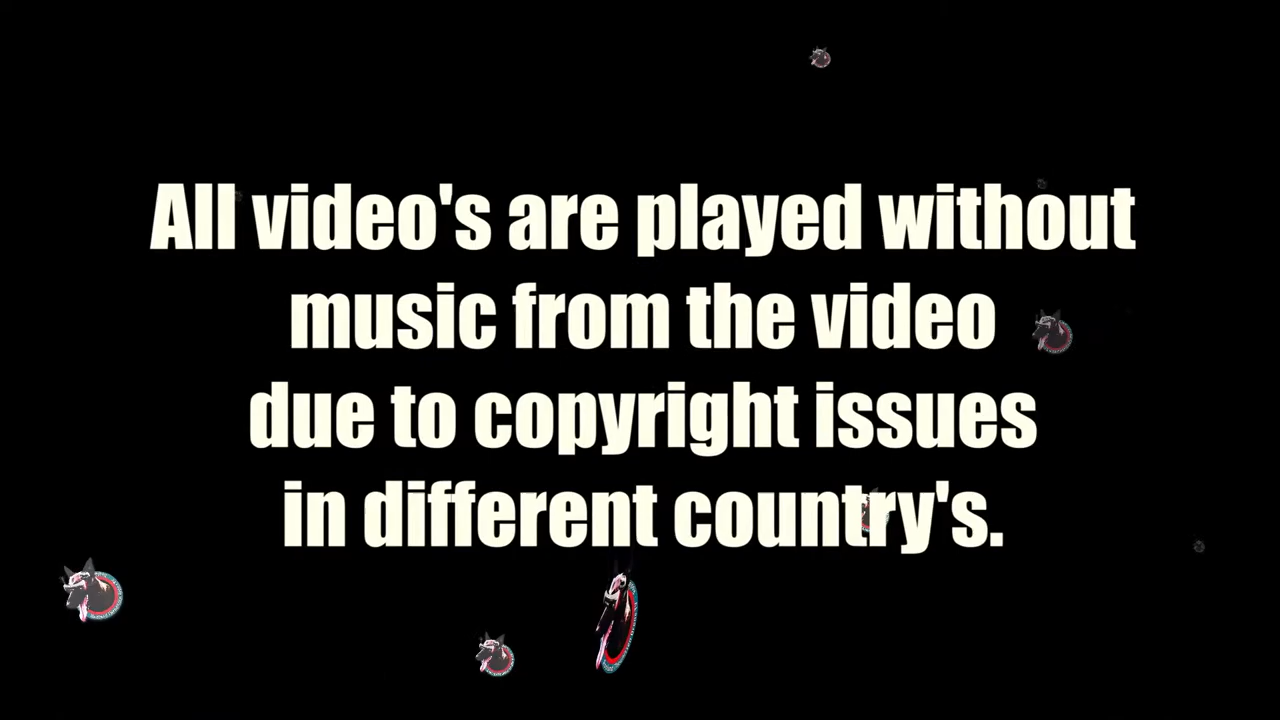 All video's are played without
music from the video
due to copyright issues
in different country's.